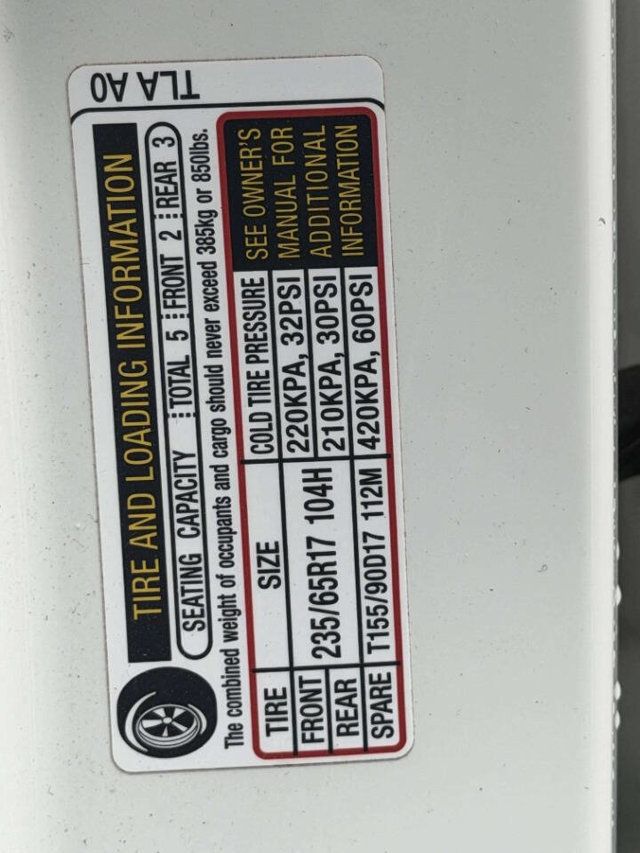 TIRE AND LOADING INFORMATION
SEATING CAPACITY TOTAL 5 FRONT 2 REAR 3
The combined weight of occupants and cargo should never exceed 385kg or 850lbs.
TIRE SIZE COLD TIRE PRESSURE
FRONT 235/65R17 104H 220KPA, 32PSI
REAR 210KPA, 30PSI
SPARE T155/90D17 112M 420KPA, 60PSI
SEE OWNER'S
MANUAL FOR
ADDITIONAL
INFORMATION
TLA A0